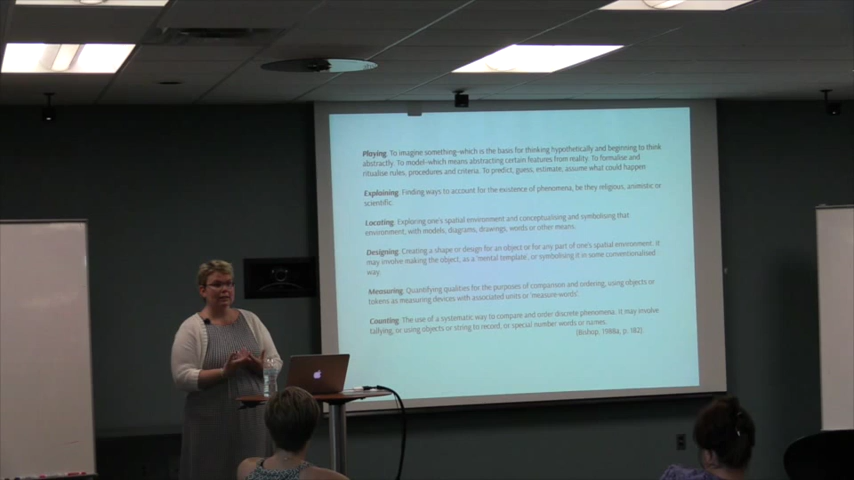 Playing. To imagine something–which is the basis for thinking hypothetically and beginning to think
abstractly. To model–which means abstracting certain features from reality. To formalise and
ritualise rules, procedures and criteria. To predict, guess, estimate, assume what could happen
Explaining. Finding ways to account for the existence of phenomena, be they religious, animistic or
scientific.
Locating. Exploring one's spatial environment and conceptualising and symbolising that
environment, with models, diagrams, drawings, words or other means.
Designing. Creating a shape or design for an object or for any part of one's spatial environment. It
may involve making the object, as a 'mental template', or symbolising it in some conventionalised
way.
Measuring. Quantifying qualities for the purposes of comparison and ordering, using objects or
tokens as measuring devices with associated units or 'measure words'.
Counting. The use of a systematic way to compare and order discrete phenomena. It may involve
tallying, or using objects or string to record, or special number words or names.
(Bishop, 1988a, p. 182)